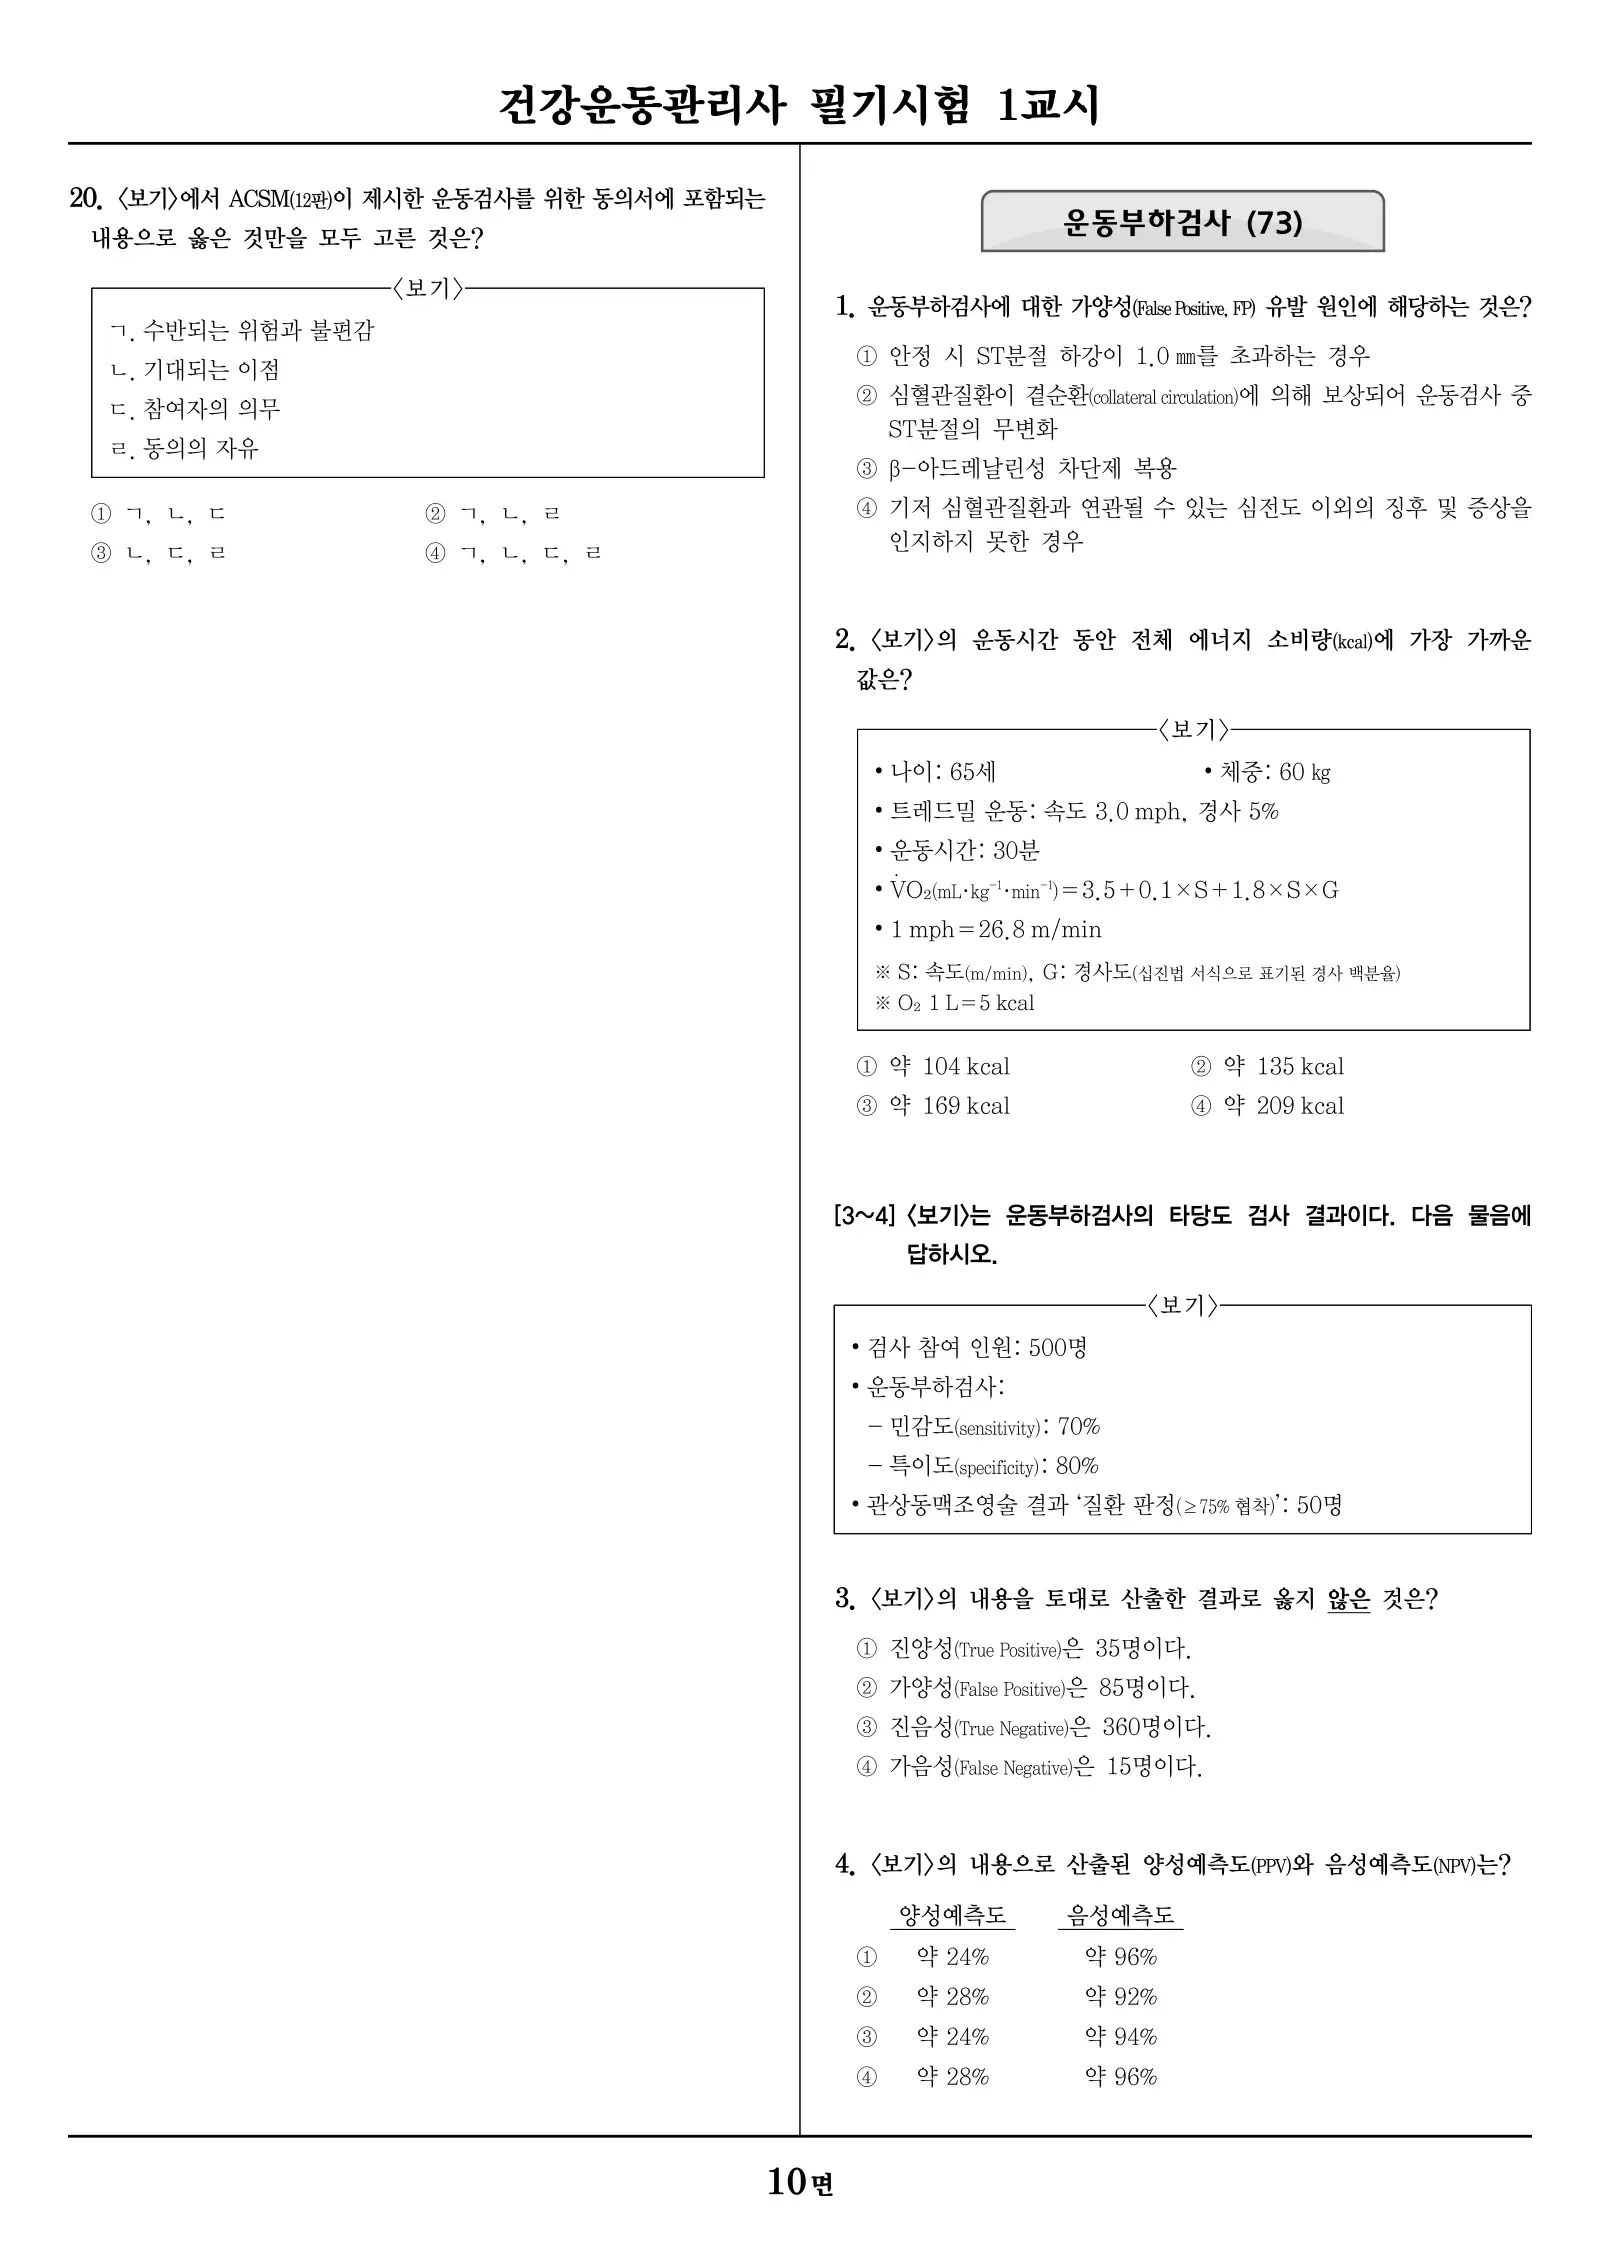 건강운동관리사 필기시험 1교시
20. 〈보기〉에서 ACSM(12판)이 제시한 운동검사를 위한 동의서에 포함되는
내용으로 옳은 것만을 모두 고른 것은?
〈보기〉
ㄱ. 수반되는 위험과 불편감
ㄴ. 기대되는 이점
ㄷ. 참여자의 의무
ㄹ. 동의의 자유
① ㄱ, ㄴ, ㄷ ② ㄱ, ㄴ, ㄹ
③ ㄴ, ㄷ, ㄹ ④ ㄱ, ㄴ, ㄷ, ㄹ
운동부하검사 (73)
1. 운동부하검사에 대한 가양성(False Positive, FP) 유발 원인에 해당하는 것은?
① 안정 시 ST분절 하강이 1.0㎜를 초과하는 경우
② 심혈관질환이 곁순환(collateral circulation)에 의해 보상되어 운동검사 중
ST분절의 무변화
③ β-아드레날린성 차단제 복용
④ 기저 심혈관질환과 연관될 수 있는 심전도 이외의 징후 및 증상을
인지하지 못한 경우
2. 〈보기〉의 운동시간 동안 전체 에너지 소비량(kcal)에 가장 가까운
값은?
〈보기〉
• 나이: 65세 • 체중: 60 ㎏
• 트레드밀 운동: 속도 3.0 mph, 경사 5%
• 운동시간: 30분
• V̇O₂(mL·kg⁻¹·min⁻¹)=3.5+0.1×S+1.8×S×G
• 1 mph=26.8 m/min
※ S: 속도(m/min), G: 경사도(십진법 서식으로 표기된 경사 백분율)
※ O₂ 1 L=5 kcal
① 약 104 kcal ② 약 135 kcal
③ 약 169 kcal ④ 약 209 kcal
[3～4] 〈보기〉는 운동부하검사의 타당도 검사 결과이다. 다음 물음에
답하시오.
〈보기〉
• 검사 참여 인원: 500명
• 운동부하검사:
- 민감도(sensitivity): 70%
- 특이도(specificity): 80%
• 관상동맥조영술 결과 ‘질환 판정(≥75% 협착)’: 50명
3. 〈보기〉의 내용을 토대로 산출한 결과로 옳지 않은 것은?
① 진양성(True Positive)은 35명이다.
② 가양성(False Positive)은 85명이다.
③ 진음성(True Negative)은 360명이다.
④ 가음성(False Negative)은 15명이다.
4. 〈보기〉의 내용으로 산출된 양성예측도(PPV)와 음성예측도(NPV)는?
양성예측도 음성예측도
① 약 24% 약 96%
② 약 28% 약 92%
③ 약 24% 약 94%
④ 약 28% 약 96%
10면